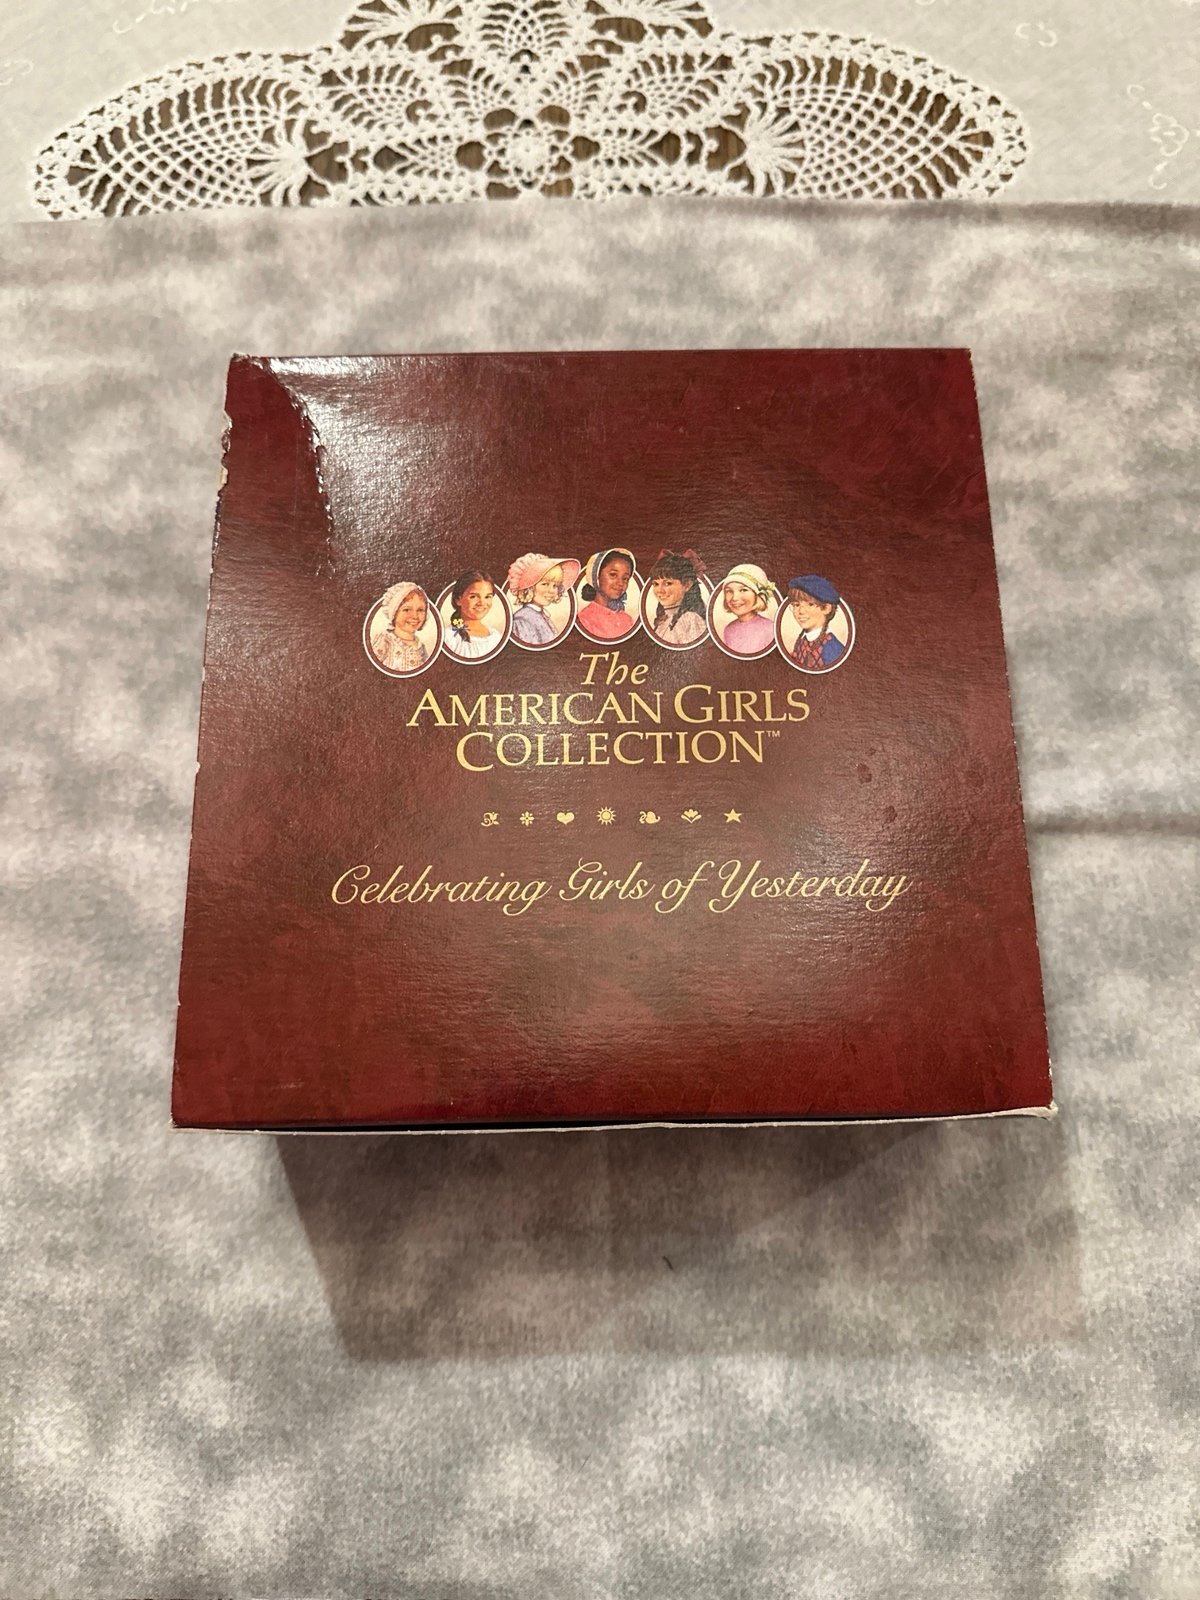 The
AMERICAN GIRLS
COLLECTION™
Celebrating Girls of Yesterday